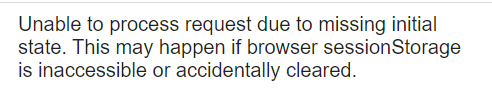 Unable to process request due to missing initial
state. This may happen if browser sessionStorage
is inaccessible or accidentally cleared.